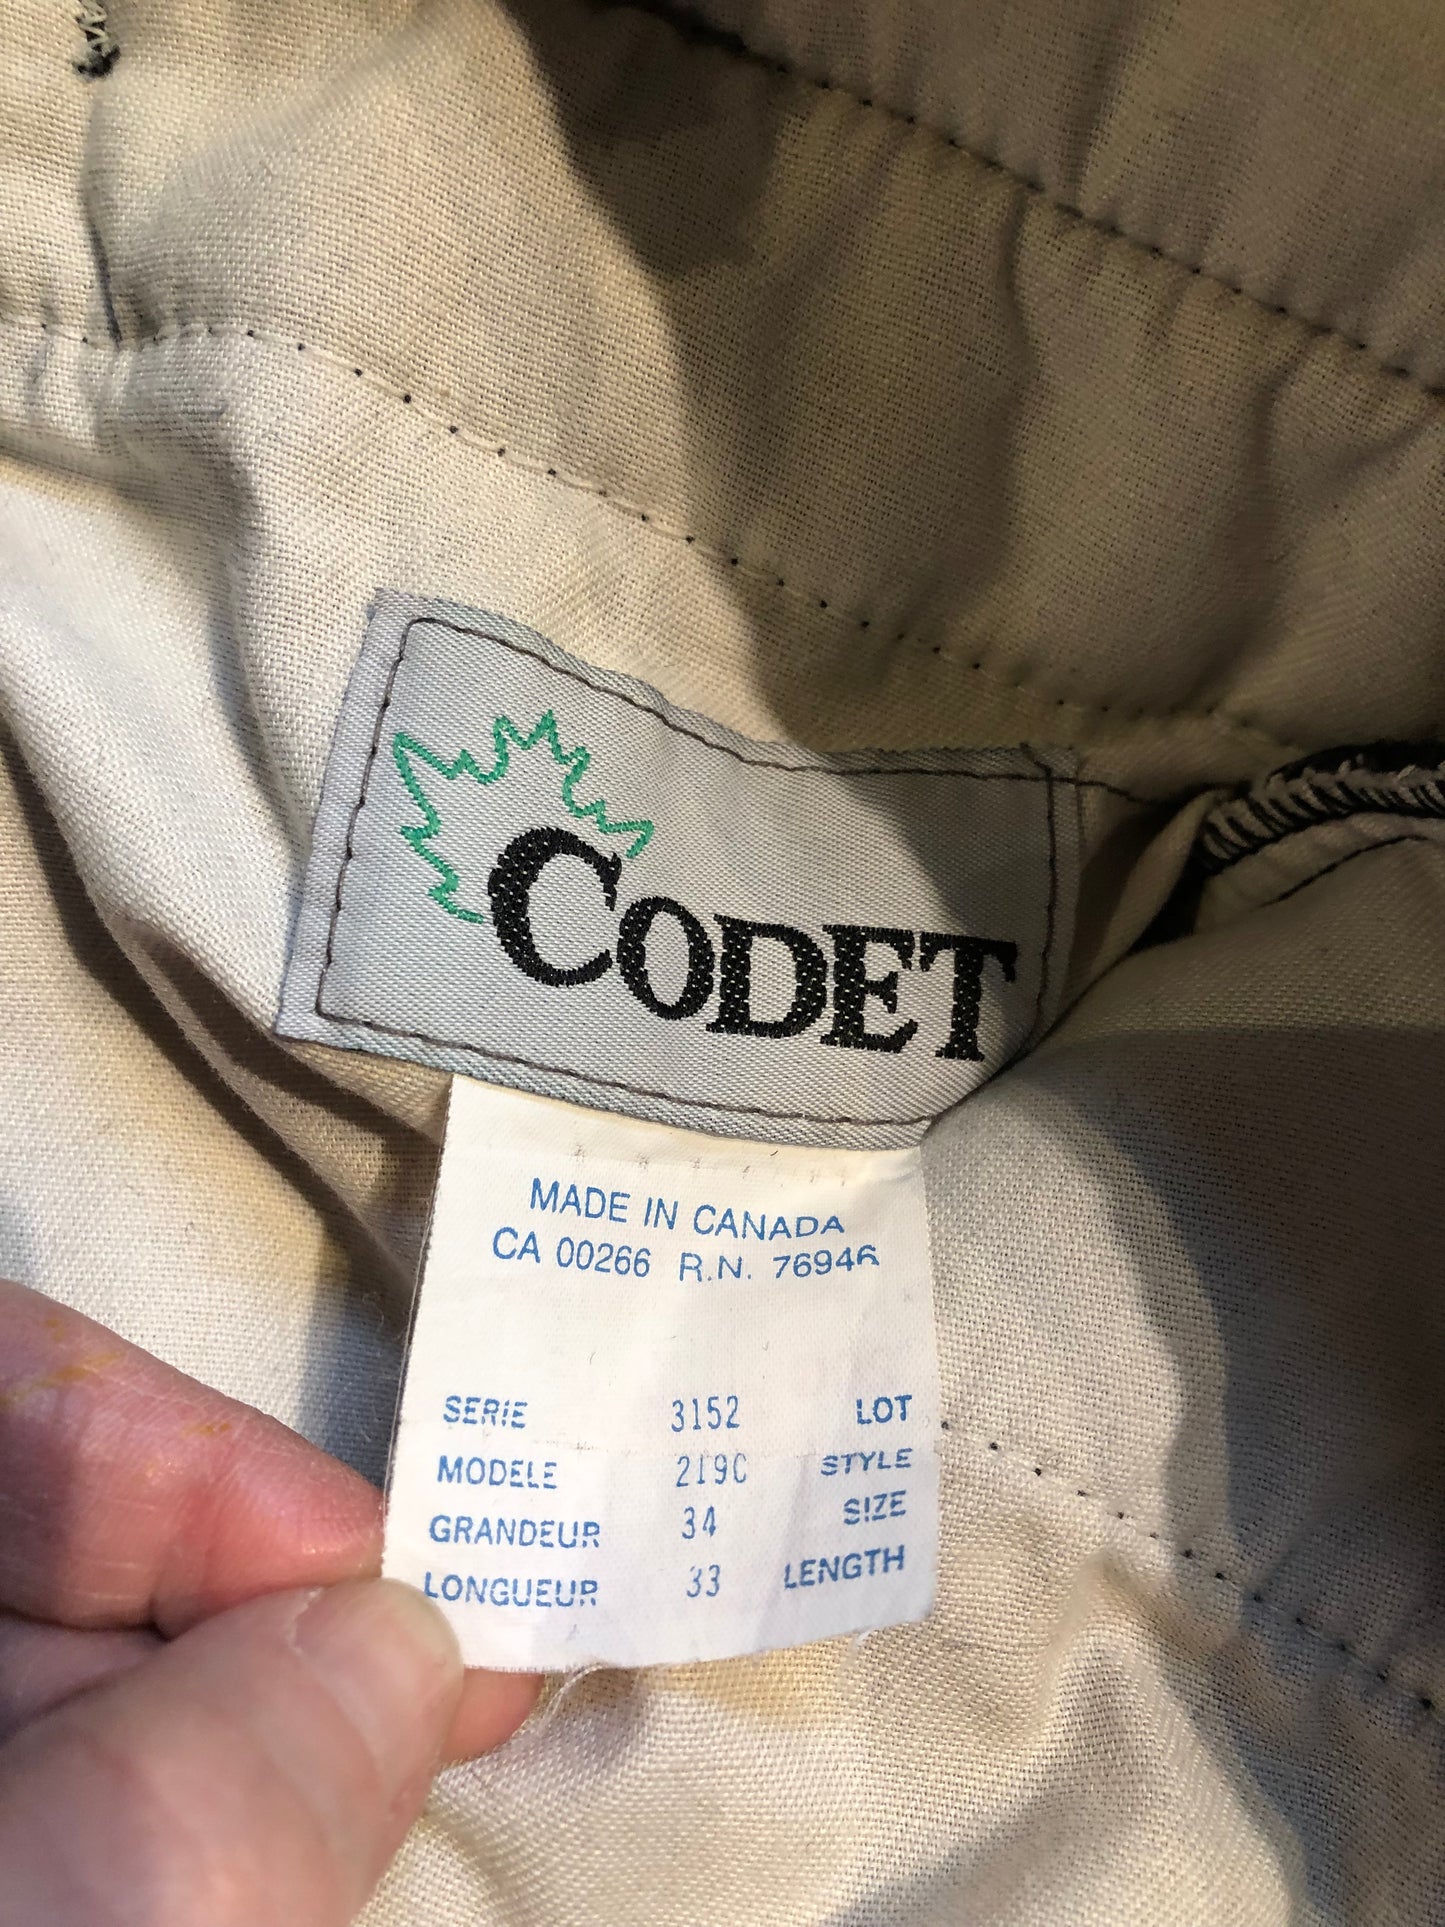 CODET
MADE IN CANADA
CA 00266 R.N. 76946
SERIE 3152 LOT
MODELE 219C STYLE
GRANDEUR 34 SIZE
LONGUEUR 33 LENGTH